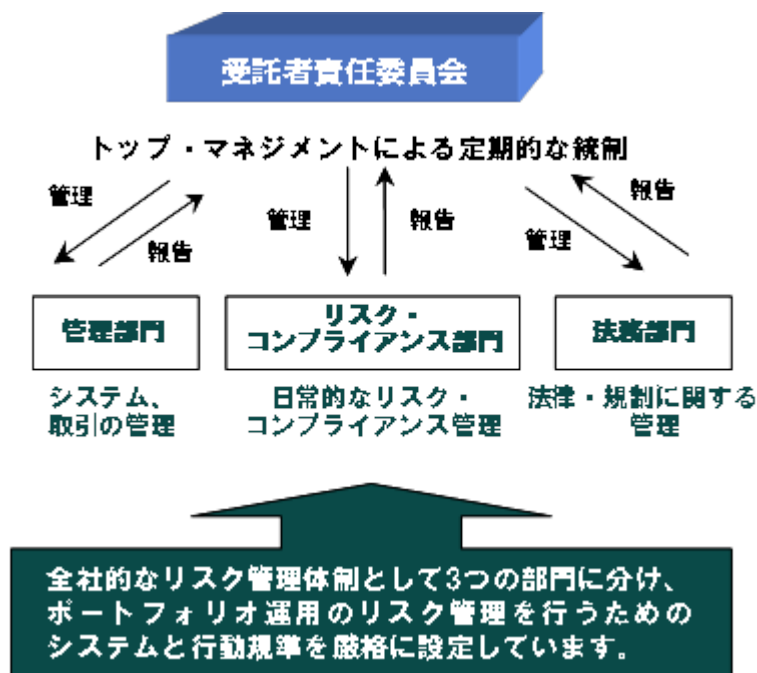 受託者責任委員会
トップ・マネジメントによる定期的な統制
管理
報告
管理
報告
管理
報告
管理部門
リスク・
コンプライアンス部門
法務部門
システム、
取引の管理
日常的なリスク・
コンプライアンス管理
法律・規制に関する
管理
全社的なリスク管理体制として3つの部門に分け、
ポートフォリオ運用のリスク管理を行うための
システムと行動規準を厳格に設定しています。